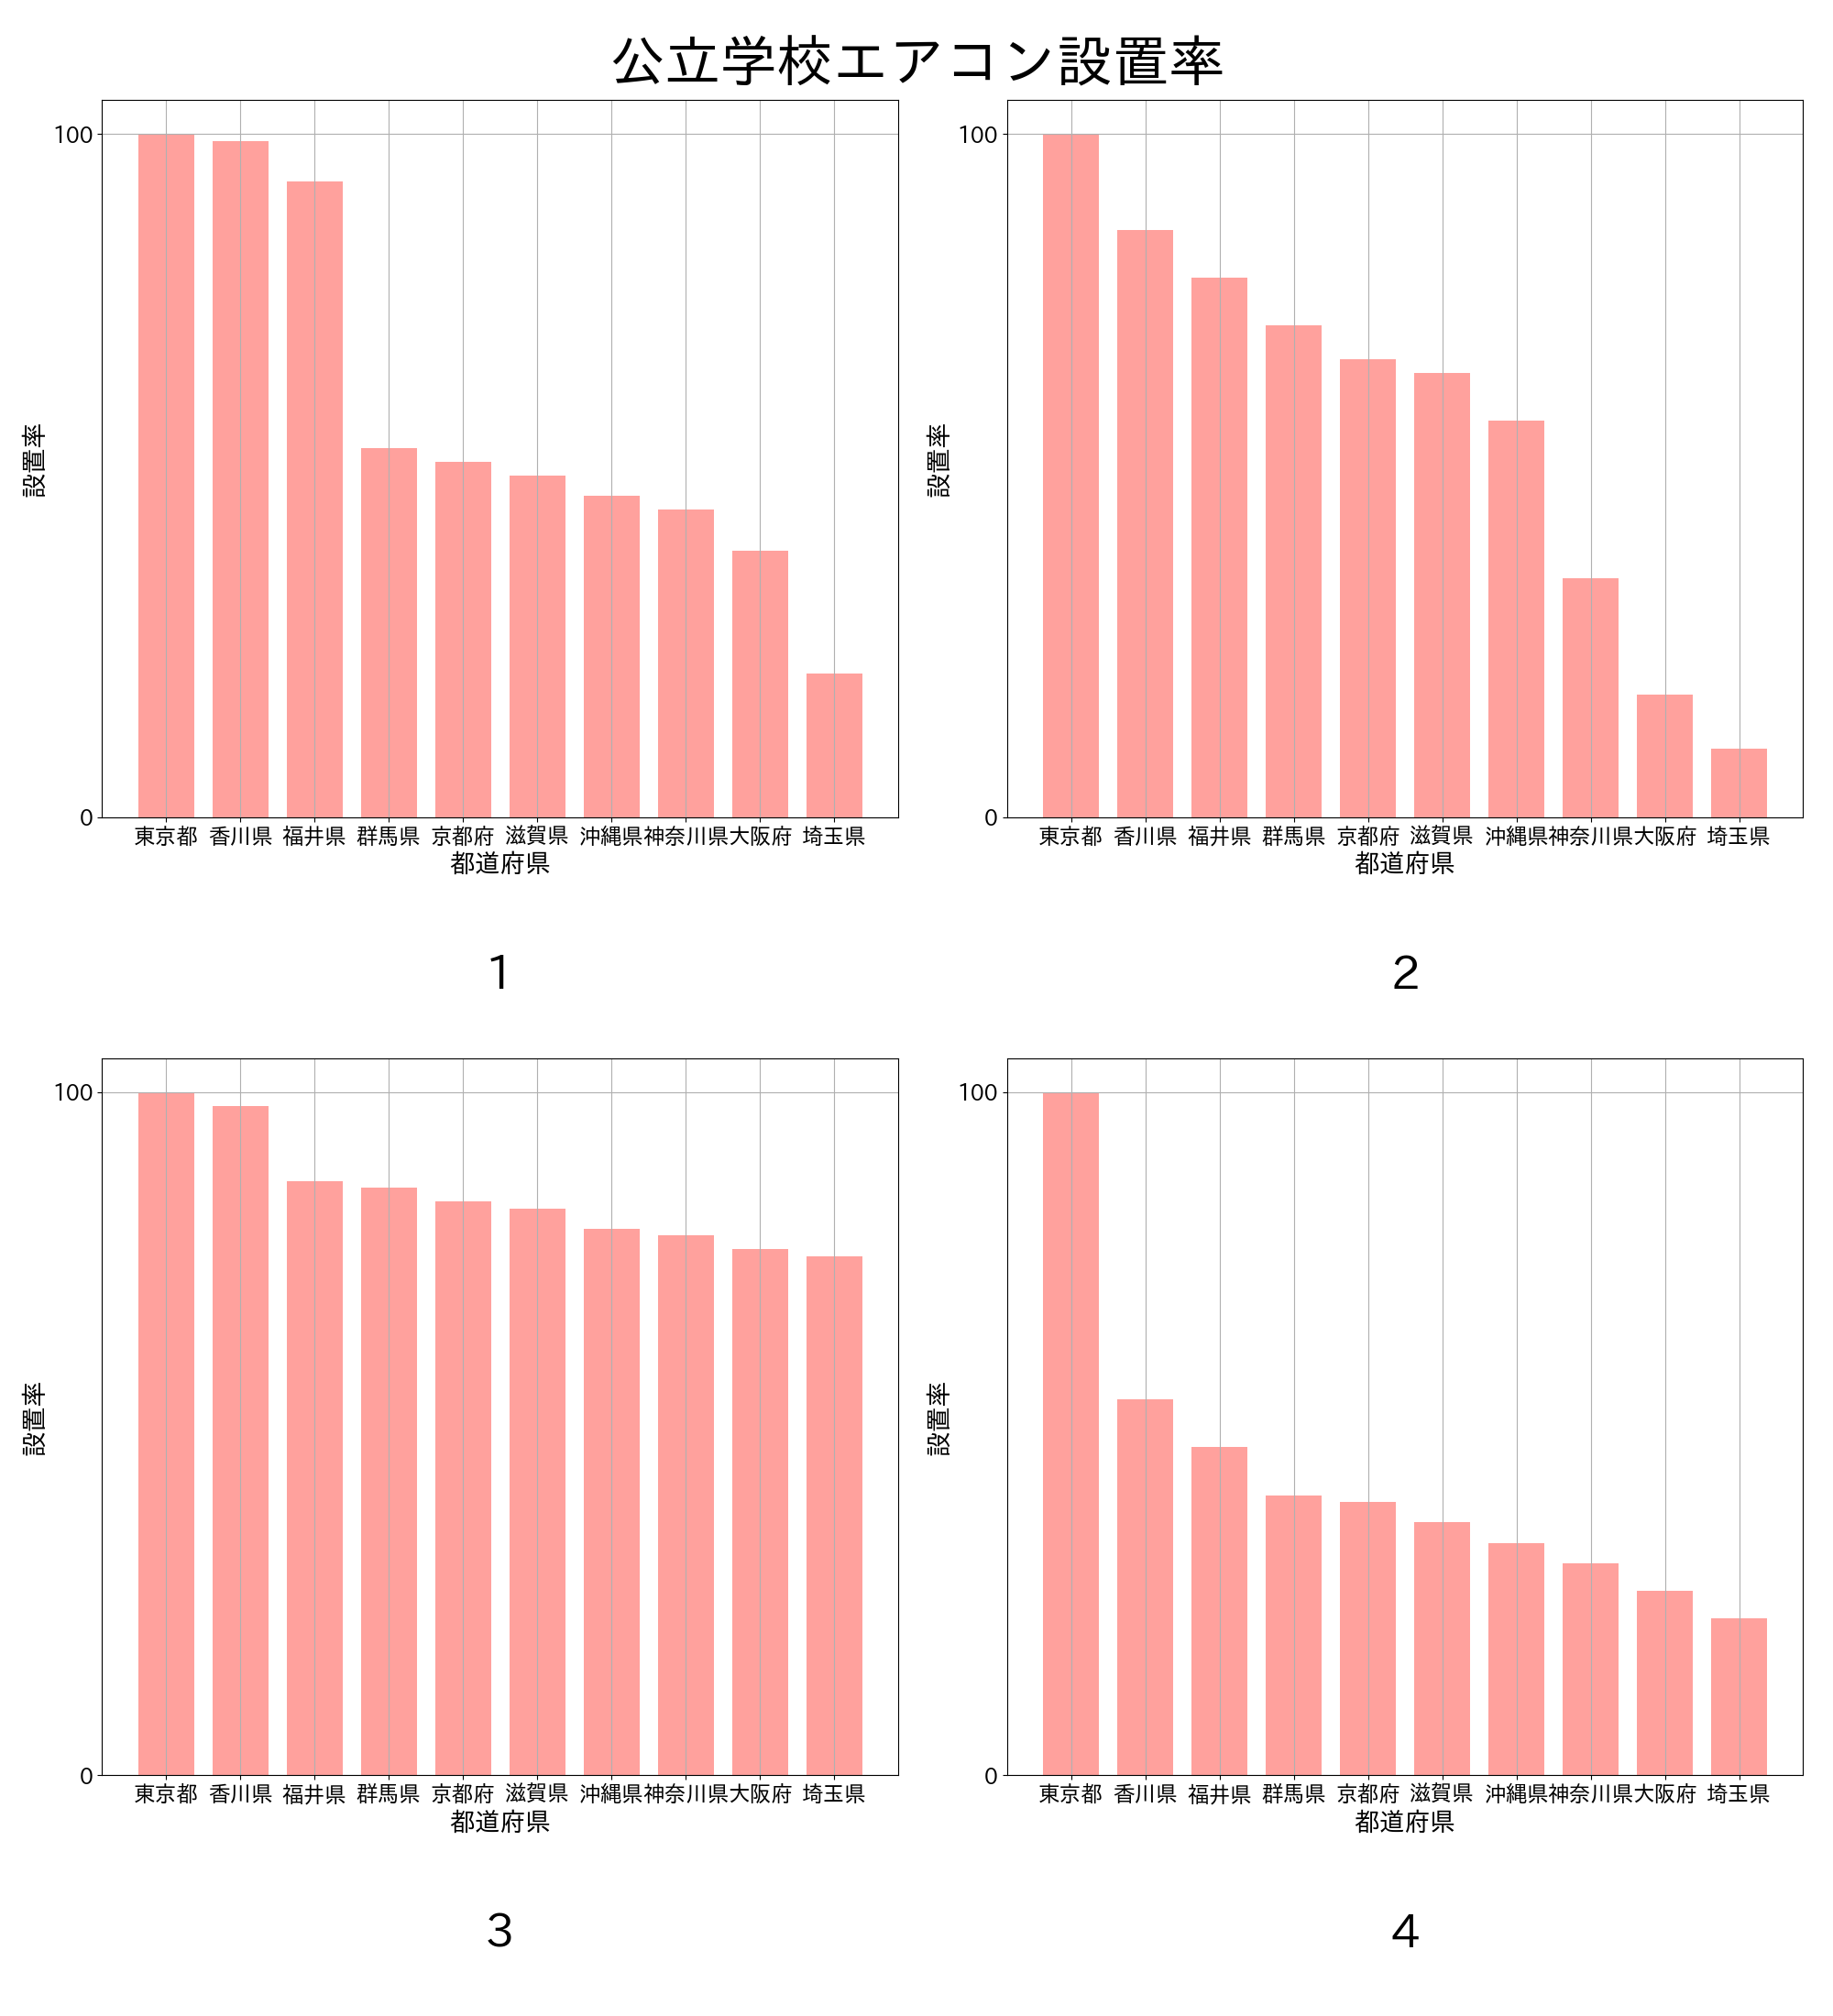 公立学校エアコン設置率
100
0
設置率
東京都 香川県 福井県 群馬県 京都府 滋賀県 沖縄県 神奈川県 大阪府 埼玉県
都道府県
1
100
0
設置率
東京都 香川県 福井県 群馬県 京都府 滋賀県 沖縄県 神奈川県 大阪府 埼玉県
都道府県
2
100
0
設置率
東京都 香川県 福井県 群馬県 京都府 滋賀県 沖縄県 神奈川県 大阪府 埼玉県
都道府県
3
100
0
設置率
東京都 香川県 福井県 群馬県 京都府 滋賀県 沖縄県 神奈川県 大阪府 埼玉県
都道府県
4